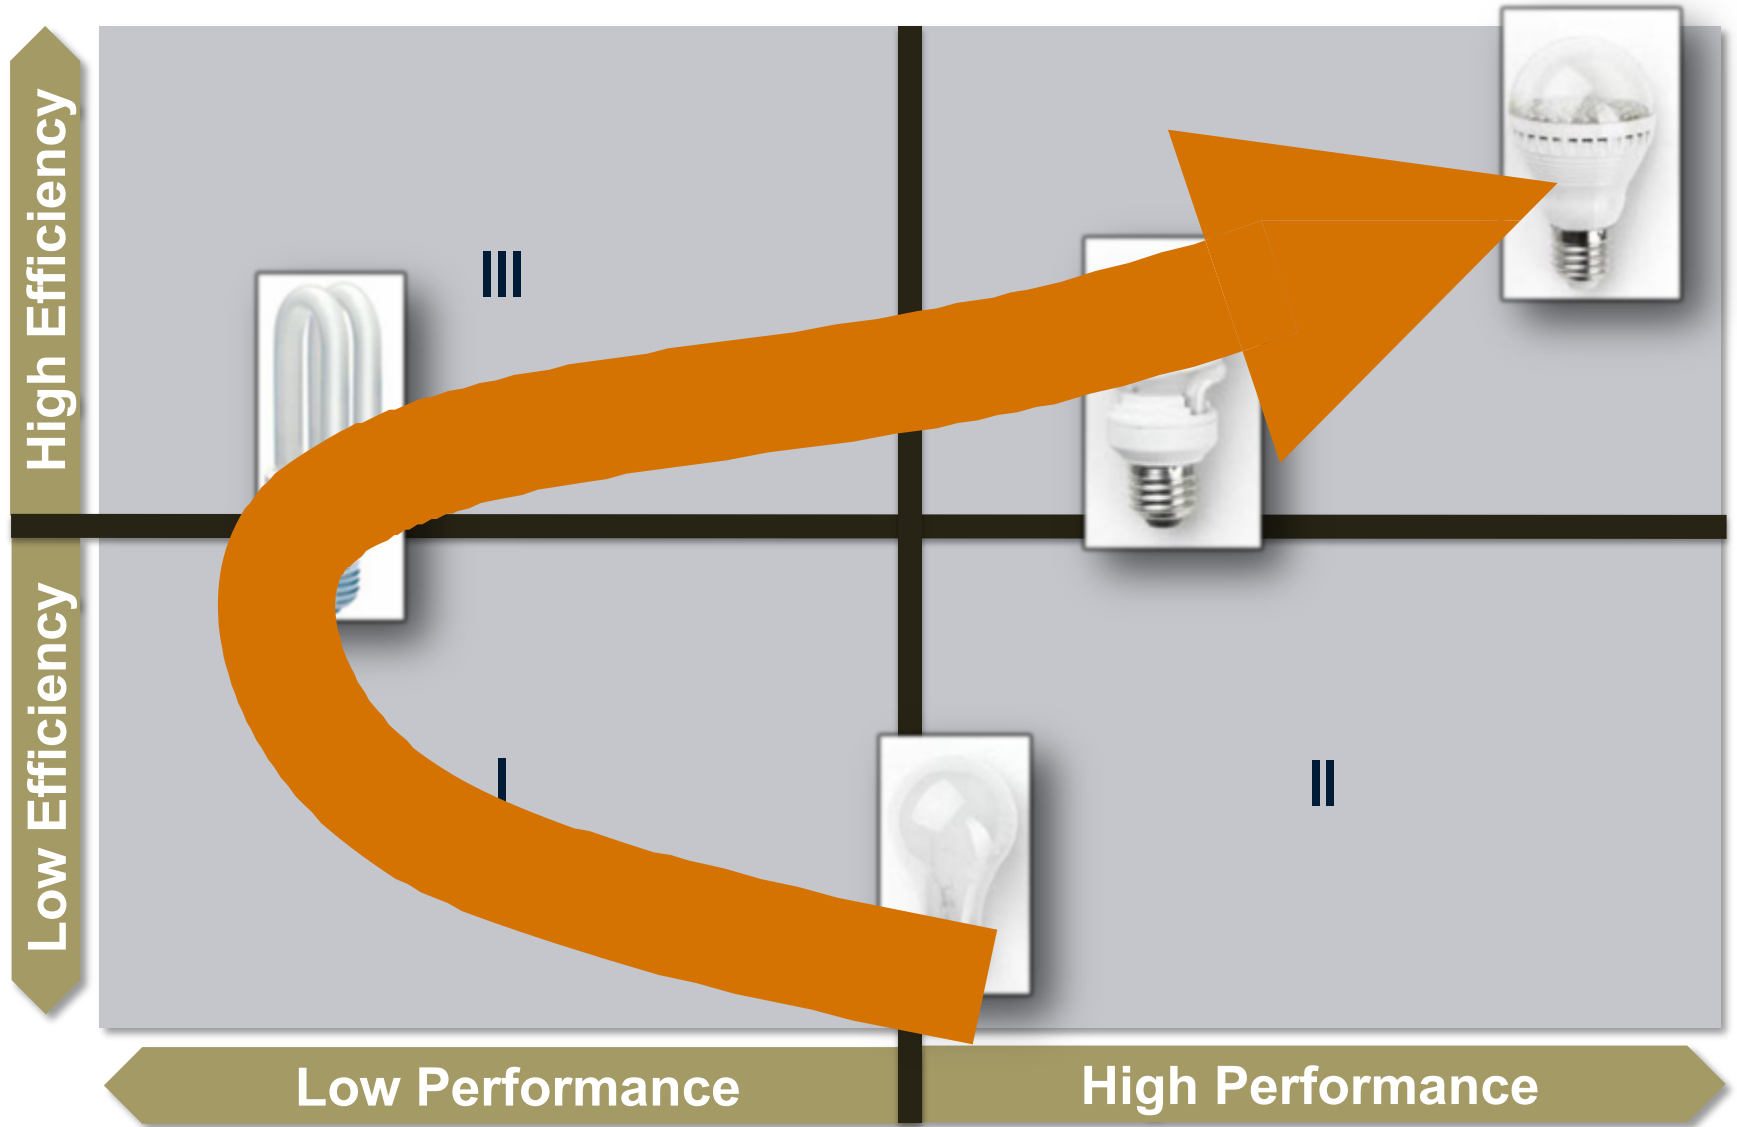 High Efficiency
III
Low Efficiency
I
II
Low Performance
High Performance